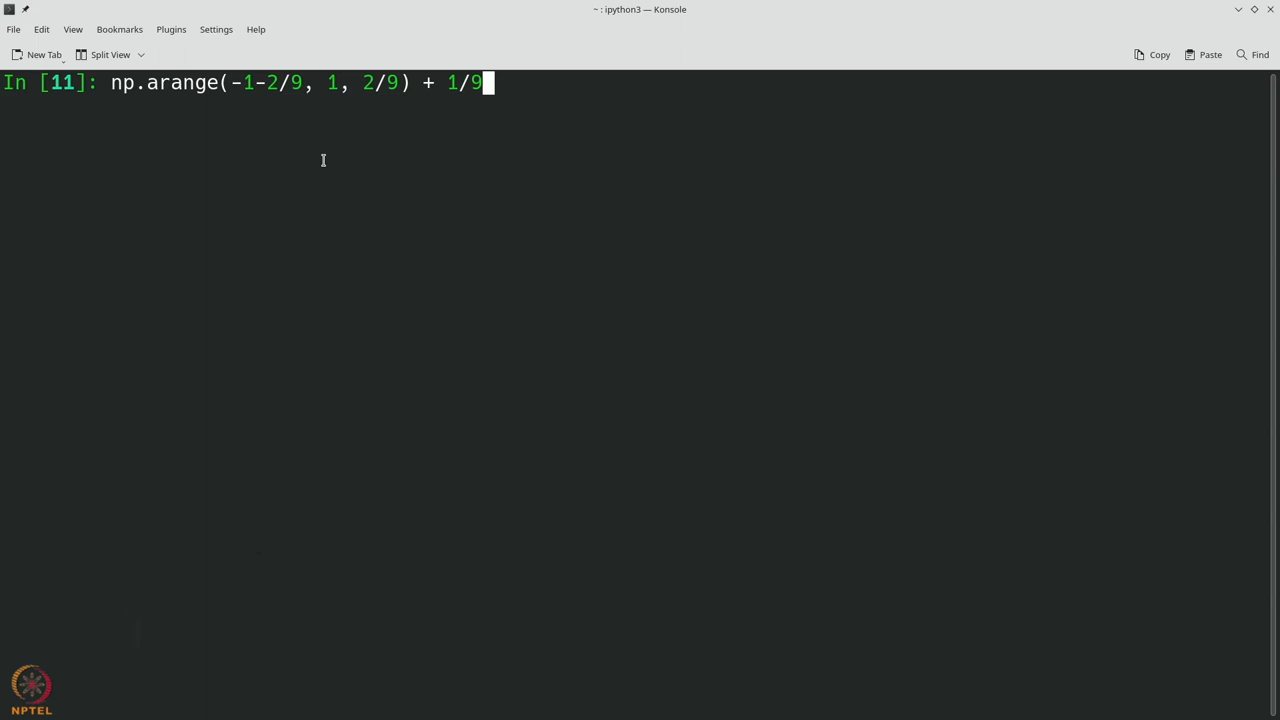 ~ : ipython3 — Konsole
File Edit View Bookmarks Plugins Settings Help
New Tab Split View Copy Paste Find
In [11]: np.arange(-1-2/9, 1, 2/9) + 1/9
NPTEL